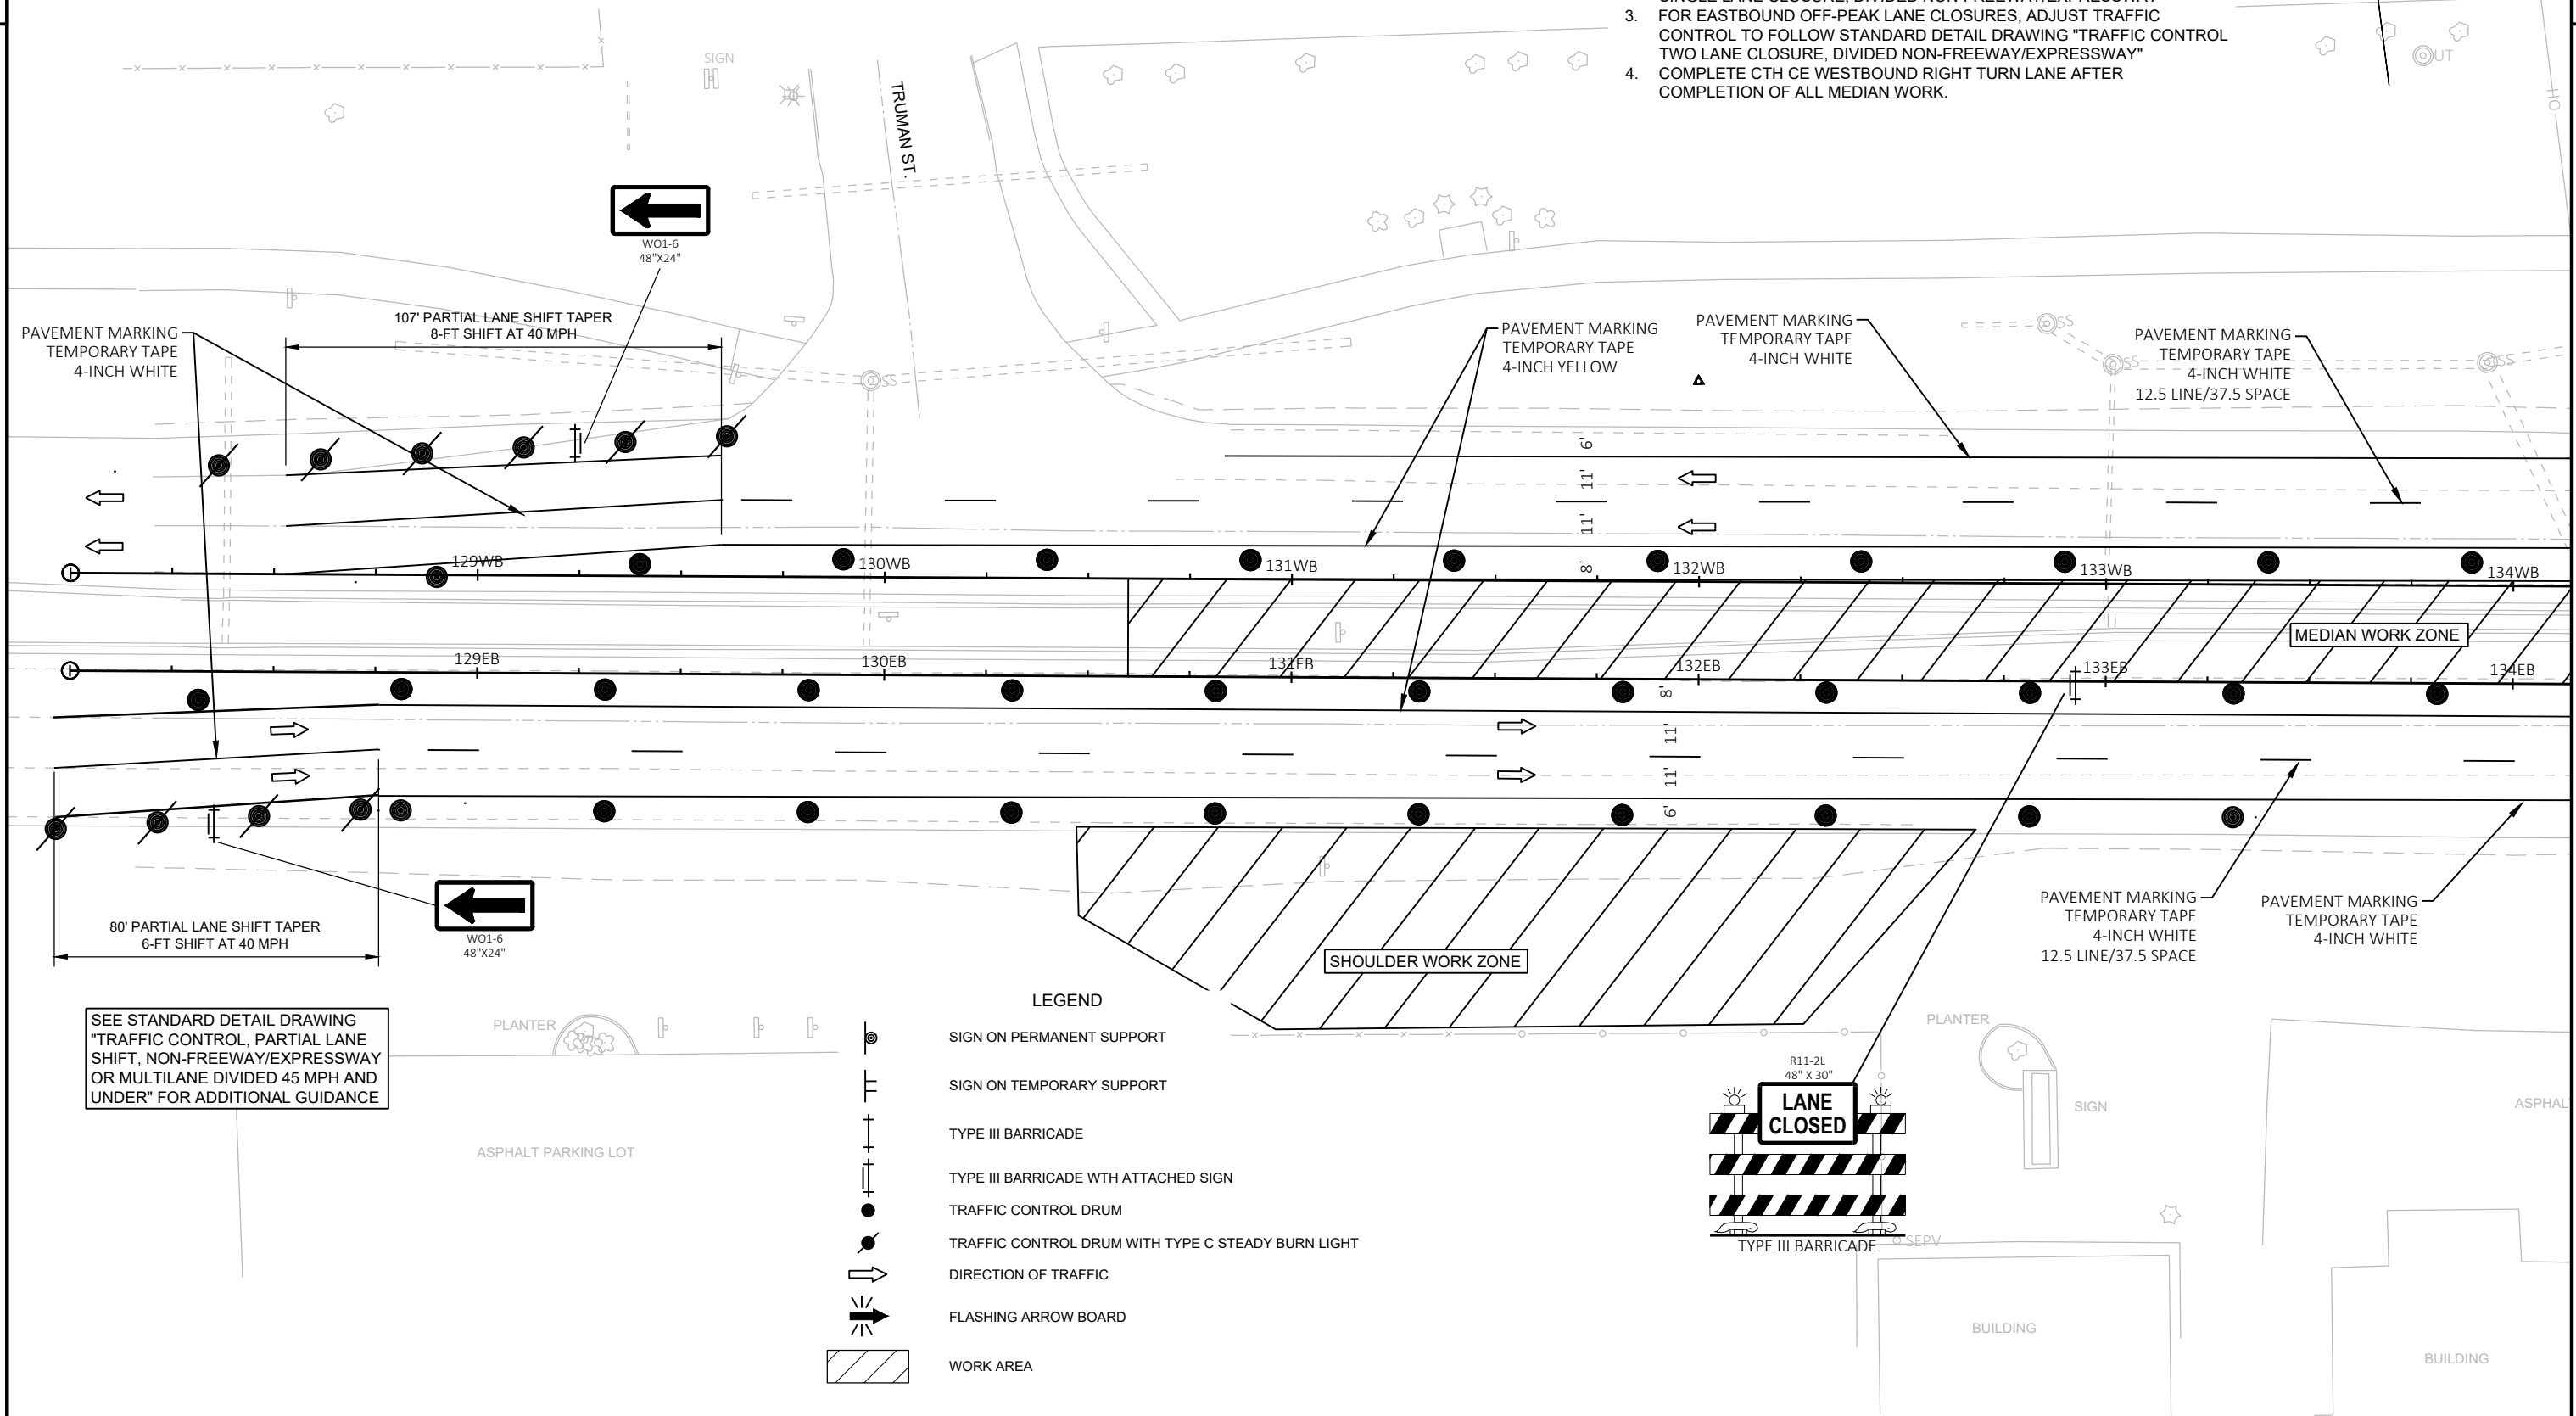 3. FOR EASTBOUND OFF-PEAK LANE CLOSURES, ADJUST TRAFFIC
CONTROL TO FOLLOW STANDARD DETAIL DRAWING "TRAFFIC CONTROL
TWO LANE CLOSURE, DIVIDED NON-FREEWAY/EXPRESSWAY"
4. COMPLETE CTH CE WESTBOUND RIGHT TURN LANE AFTER
COMPLETION OF ALL MEDIAN WORK.
SIGN
UT
TRUMAN ST.
WO1-6
48"X24"
107' PARTIAL LANE SHIFT TAPER
8-FT SHIFT AT 40 MPH
PAVEMENT MARKING
TEMPORARY TAPE
4-INCH WHITE
PAVEMENT MARKING
TEMPORARY TAPE
4-INCH YELLOW
PAVEMENT MARKING
TEMPORARY TAPE
4-INCH WHITE
PAVEMENT MARKING
TEMPORARY TAPE
4-INCH WHITE
12.5 LINE/37.5 SPACE
SS
SS
SS
SS
6'
11'
11'
8'
129WB
130WB
131WB
132WB
133WB
134WB
MEDIAN WORK ZONE
129EB
130EB
131EB
132EB
133EB
134EB
8'
11'
11'
6'
WO1-6
48"X24"
80' PARTIAL LANE SHIFT TAPER
6-FT SHIFT AT 40 MPH
SHOULDER WORK ZONE
PAVEMENT MARKING
TEMPORARY TAPE
4-INCH WHITE
12.5 LINE/37.5 SPACE
PAVEMENT MARKING
TEMPORARY TAPE
4-INCH WHITE
SEE STANDARD DETAIL DRAWING
"TRAFFIC CONTROL, PARTIAL LANE
SHIFT, NON-FREEWAY/EXPRESSWAY
OR MULTILANE DIVIDED 45 MPH AND
UNDER" FOR ADDITIONAL GUIDANCE
PLANTER
ASPHALT PARKING LOT
LEGEND
SIGN ON PERMANENT SUPPORT
SIGN ON TEMPORARY SUPPORT
TYPE III BARRICADE
TYPE III BARRICADE WTH ATTACHED SIGN
TRAFFIC CONTROL DRUM
TRAFFIC CONTROL DRUM WITH TYPE C STEADY BURN LIGHT
DIRECTION OF TRAFFIC
FLASHING ARROW BOARD
WORK AREA
R11-2L
48" X 30"
LANE
CLOSED
TYPE III BARRICADE
PLANTER
SIGN
ASPHAL
SEPV
BUILDING
BUILDING